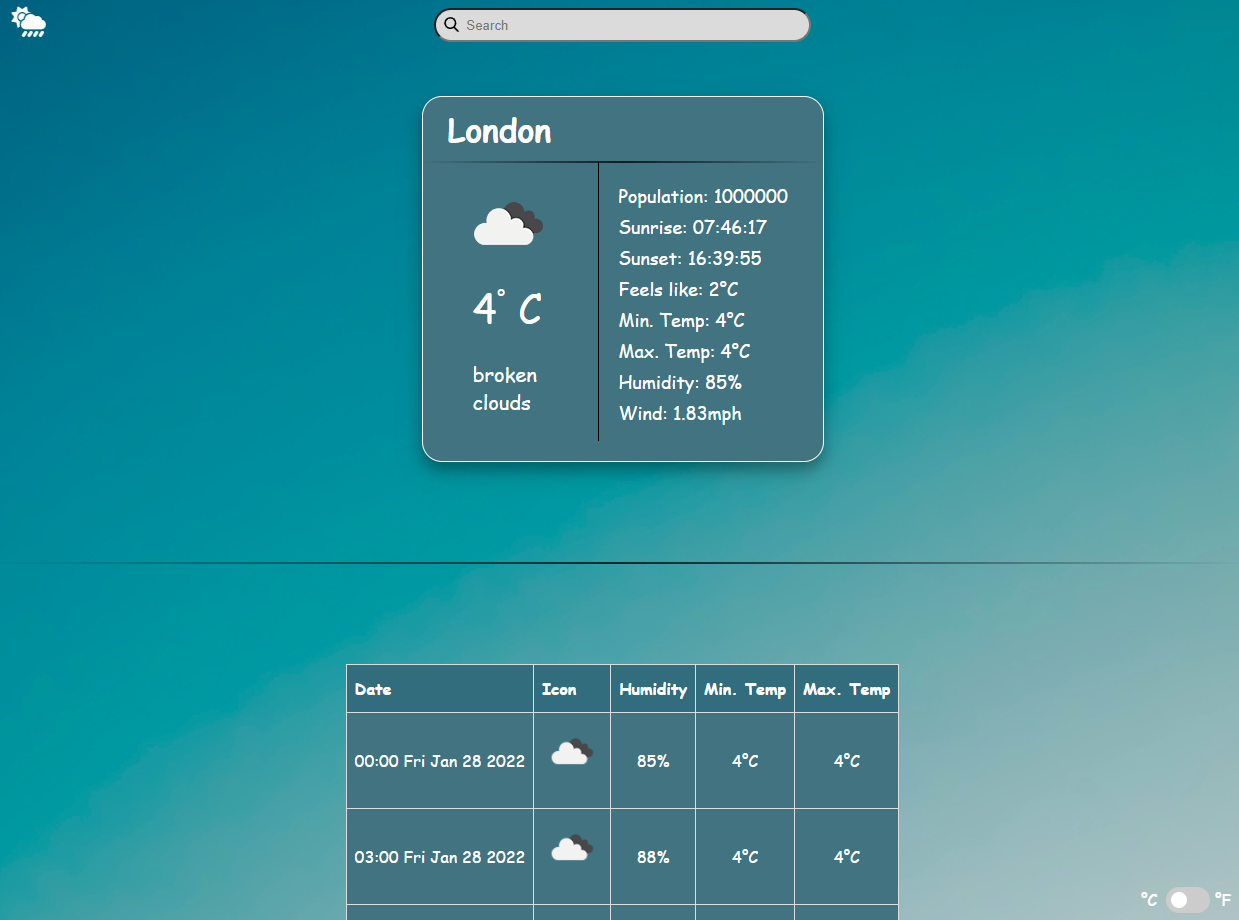 Search
London
4° C
broken
clouds
Population: 1000000
Sunrise: 07:46:17
Sunset: 16:39:55
Feels like: 2°C
Min. Temp: 4°C
Max. Temp: 4°C
Humidity: 85%
Wind: 1.83mph
Date Icon Humidity Min. Temp Max. Temp
00:00 Fri Jan 28 2022 85% 4°C 4°C
03:00 Fri Jan 28 2022 88% 4°C 4°C
°C °F